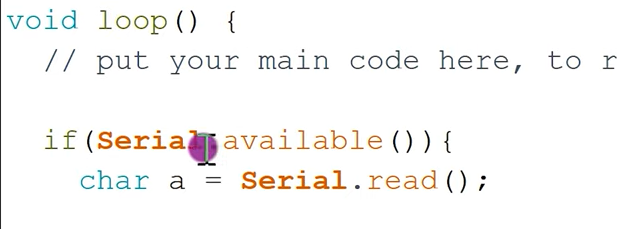 void loop() {
// put your main code here, to r
if(Serial.available()){
char a = Serial.read();